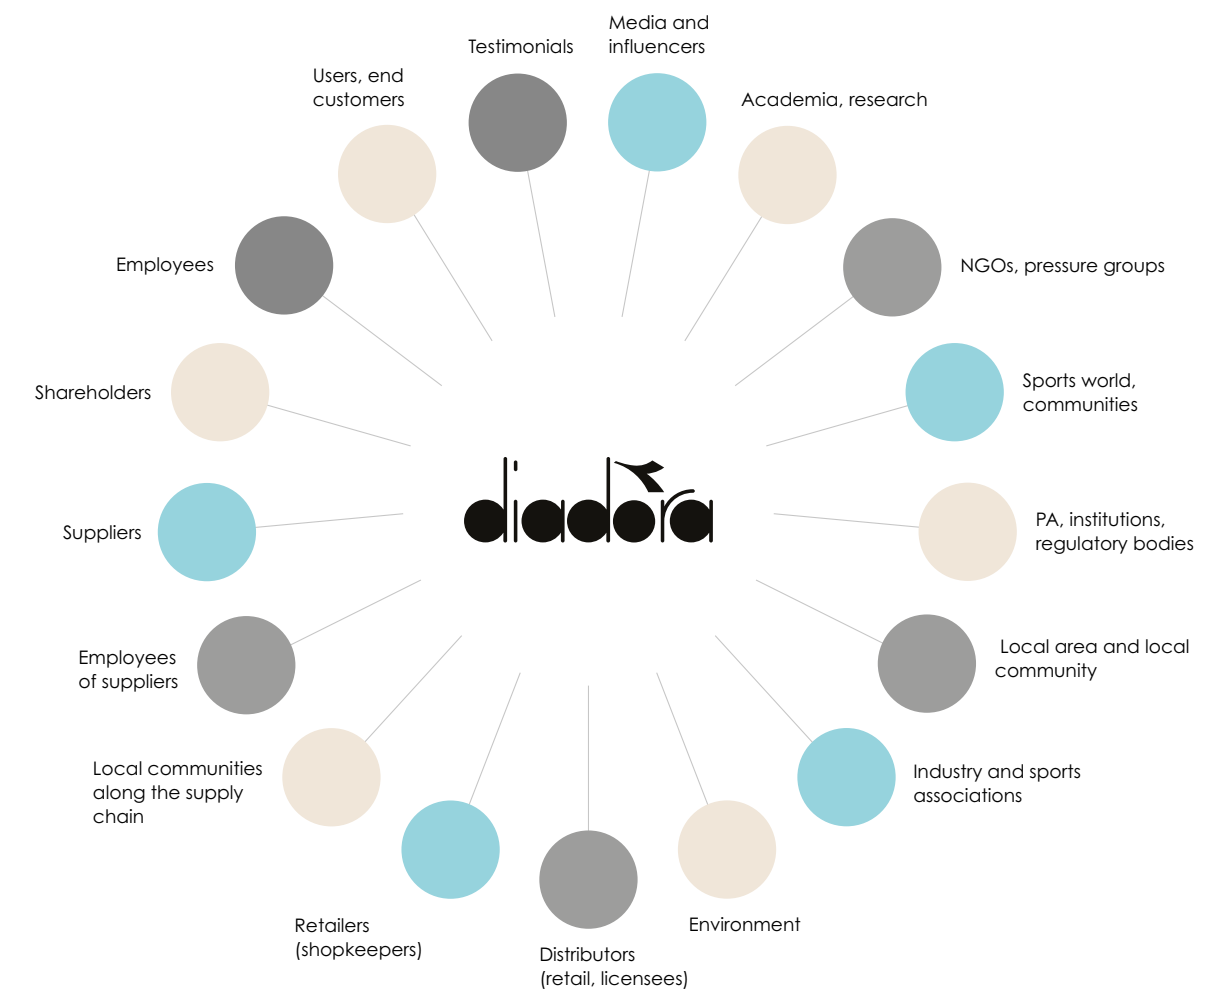 Media and
influencers
Testimonials
Users, end
customers
Academia, research
Employees
NGOs, pressure groups
Shareholders
Sports world,
communities
diadora
Suppliers
PA, institutions,
regulatory bodies
Employees
of suppliers
Local area and local
community
Local communities
along the supply
chain
Industry and sports
associations
Retailers
(shopkeepers)
Distributors
(retail, licensees)
Environment